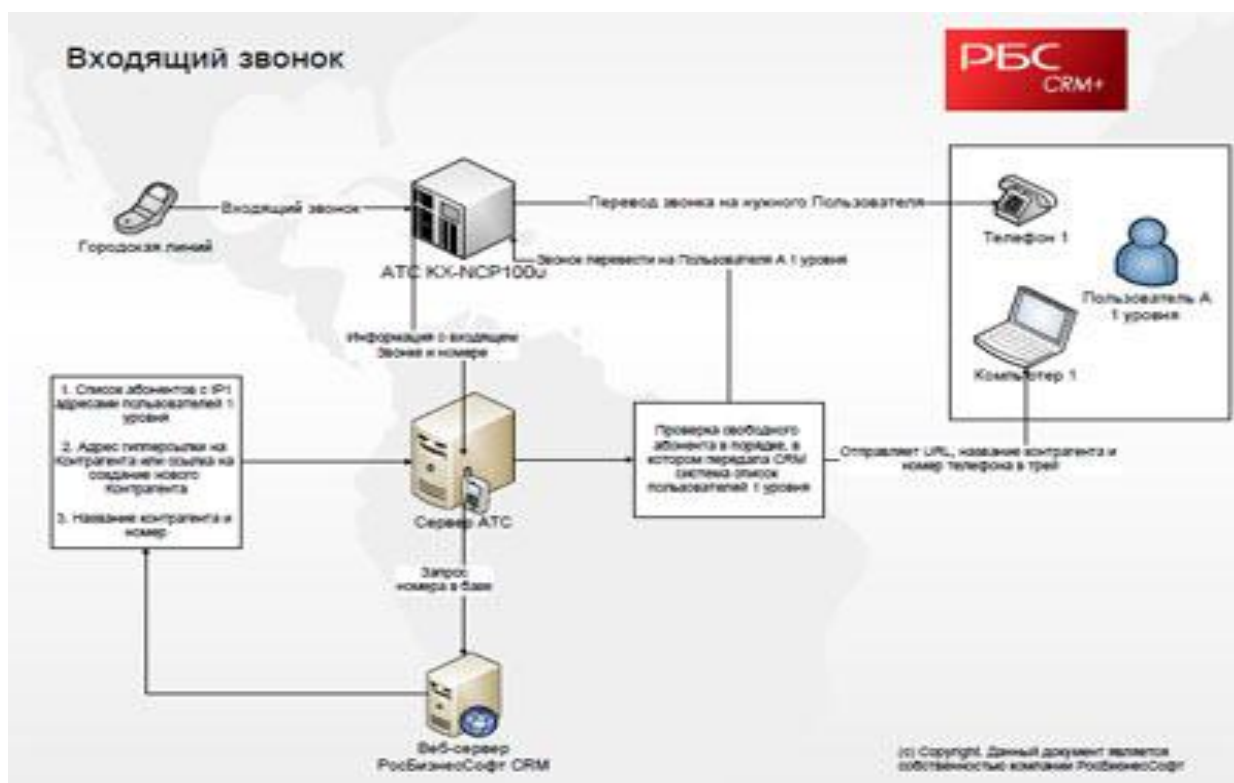 Входящий звонок
РБС
CRM+
Входящий звонок
Перевод звонка на нужного Пользователя
Городская линий
Телефон 1
АТС KX-NCP100
Звонок перевести на Пользователя А 1 уровня
Пользователь А
1 уровня
Информация о входящем
Звонке и номере
Компьютер 1
1. Список абонентов с IP1
адресами пользователей 1
уровня
2. Адрес гипперссылки на
Контрагента или ссылка на
создание нового
Контрагента
3. Название контрагента и
номер
Сервер АТС
Проверка свободного
абонента в порядке, в
котором передала CRM
система список
пользователей 1 уровня
Отправляет URL, название контрагента и
номер телефона в трей
Запрос
номера в базе
Веб-сервер
РосБизнесСофт CRM
(c) Copyright. Данный документ является
собственностью компании РосБизнесСофт